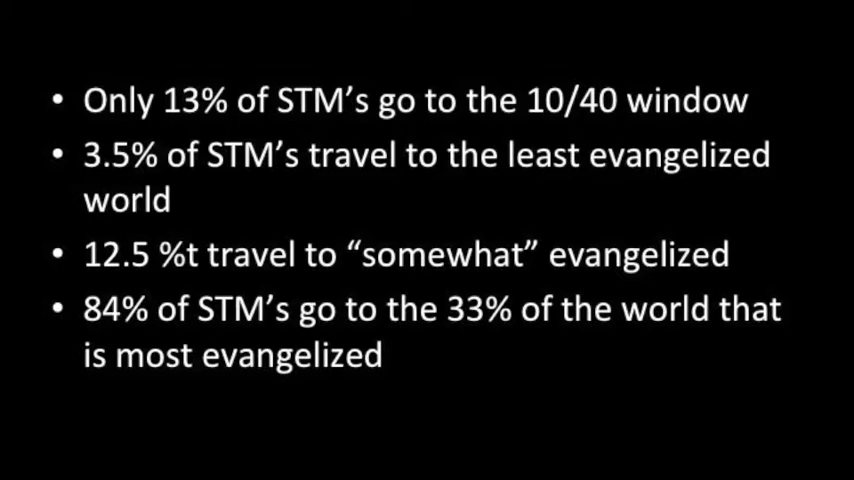 • Only 13% of STM’s go to the 10/40 window
• 3.5% of STM’s travel to the least evangelized
world
• 12.5 %t travel to “somewhat” evangelized
• 84% of STM’s go to the 33% of the world that
is most evangelized